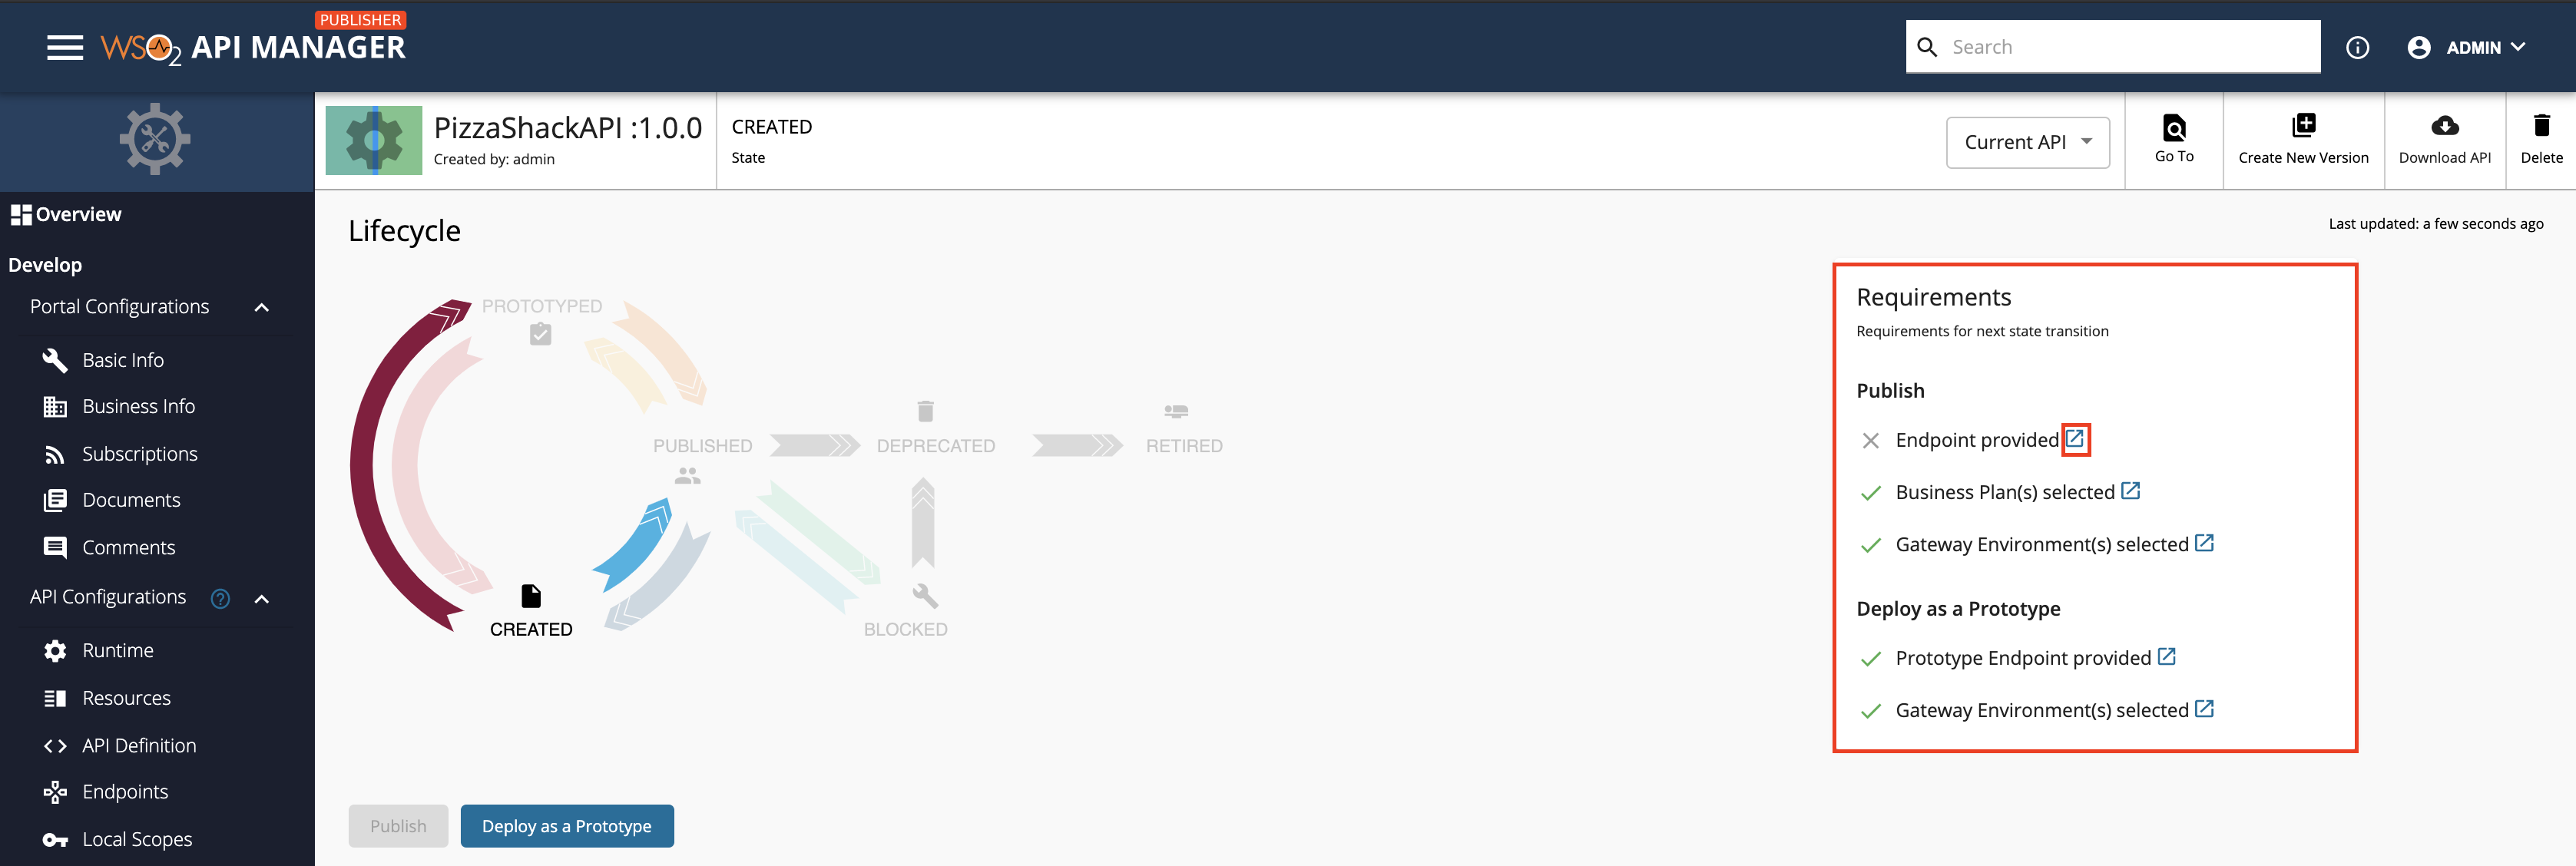 PUBLISHER
WSO2 API MANAGER
Search
ADMIN
PizzaShackAPI :1.0.0
Created by: admin
CREATED
State
Current API
Go To
Create New Version
Download API
Delete
Overview
Develop
Portal Configurations
Basic Info
Business Info
Subscriptions
Documents
Comments
API Configurations
Runtime
Resources
API Definition
Endpoints
Local Scopes
Lifecycle
Last updated: a few seconds ago
PROTOTYPED
PUBLISHED
DEPRECATED
RETIRED
CREATED
BLOCKED
Requirements
Requirements for next state transition
Publish
Endpoint provided
Business Plan(s) selected
Gateway Environment(s) selected
Deploy as a Prototype
Prototype Endpoint provided
Gateway Environment(s) selected
Publish
Deploy as a Prototype